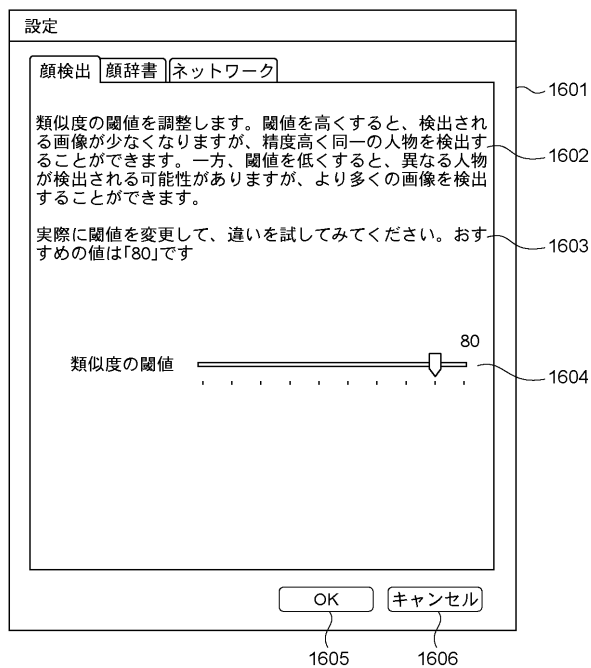 設定
顔検出 顔辞書 ネットワーク
1601
類似度の閾値を調整します。閾値を高くすると、検出され
る画像が少なくなりますが、精度高く同一の人物を検出す
ることができます。一方、閾値を低くすると、異なる人物
が検出される可能性がありますが、より多くの画像を検出
することができます。
1602
実際に閾値を変更して、違いを試してみてください。おす
すめの値は「80」です
1603
80
類似度の閾値
1604
OK キャンセル
1605 1606